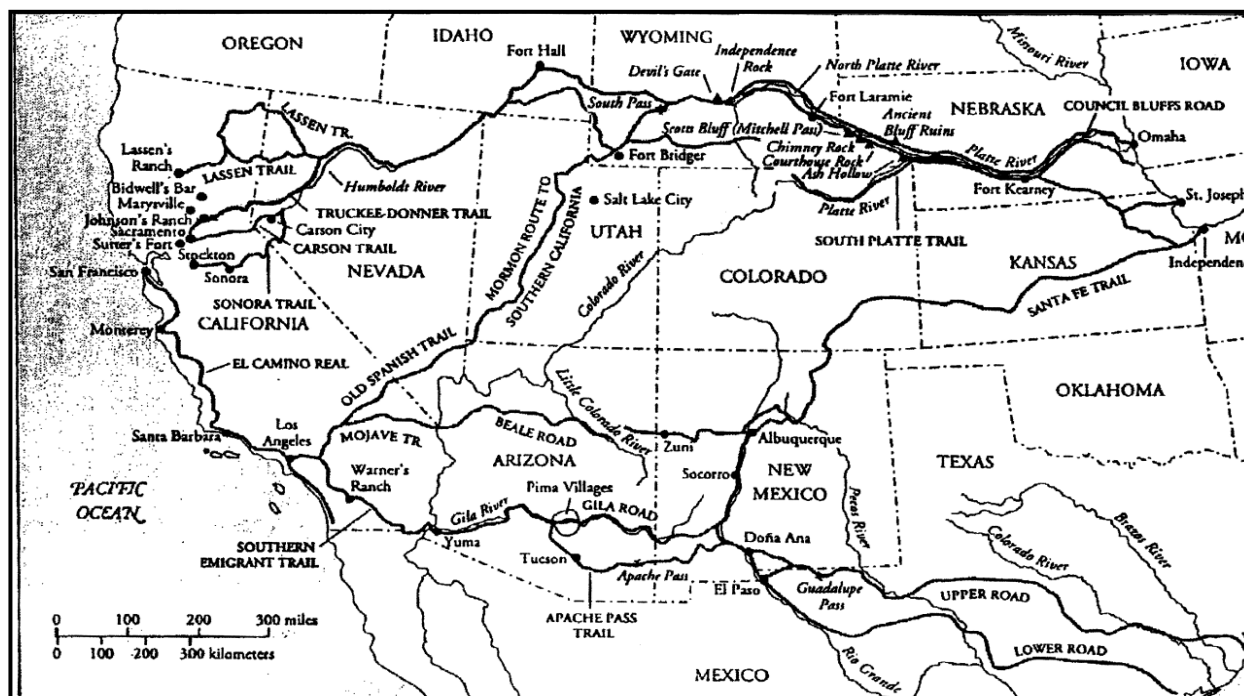 OREGON
IDAHO
WYOMING
IOWA
NEBRASKA
Fort Hall
Devil's Gate
Independence
Rock
North Platte River
Missouri River
South Pass
Fort Laramie
COUNCIL BLUFFS ROAD
Omaha
Scotts Bluff (Mitchell Pass)
Ancient
Bluff Ruins
Chimney Rock
Courthouse Rock
Ash Hollow
Platte River
Fort Bridger
Fort Kearney
St. Joseph
LASSEN TR.
Lassen's
Ranch
LASSEN TRAIL
Bidwell's Bar
Marysville
Johnson's Ranch
Sacramento
Sutter's Fort
Stockton
Sonora
San Francisco
Humboldt River
TRUCKEE-DONNER TRAIL
Carson City
CARSON TRAIL
SONORA TRAIL
NEVADA
CALIFORNIA
Salt Lake City
UTAH
MORMON ROUTE TO
SOUTHERN CALIFORNIA
Platte River
SOUTH PLATTE TRAIL
Colorado River
COLORADO
KANSAS
MO
Independenc
SANTA FE TRAIL
Monterey
EL CAMINO REAL
OLD SPANISH TRAIL
Little Colorado River
OKLAHOMA
Santa Barbara
Los
Angeles
MOJAVE TR.
BEALE ROAD
Zuni
Albuquerque
Warner's
Ranch
ARIZONA
Socorro
NEW
MEXICO
TEXAS
PACIFIC
OCEAN
Pima Villages
Gila River
GILA ROAD
Pecos River
Colorado River
Brazos River
SOUTHERN
EMIGRANT TRAIL
Yuma
Tucson
Apache Pass
Doña Ana
El Paso
Guadalupe
Pass
UPPER ROAD
APACHE PASS
TRAIL
LOWER ROAD
Rio Grande
MEXICO
0 100 200 300 miles
0 100 200 300 kilometers